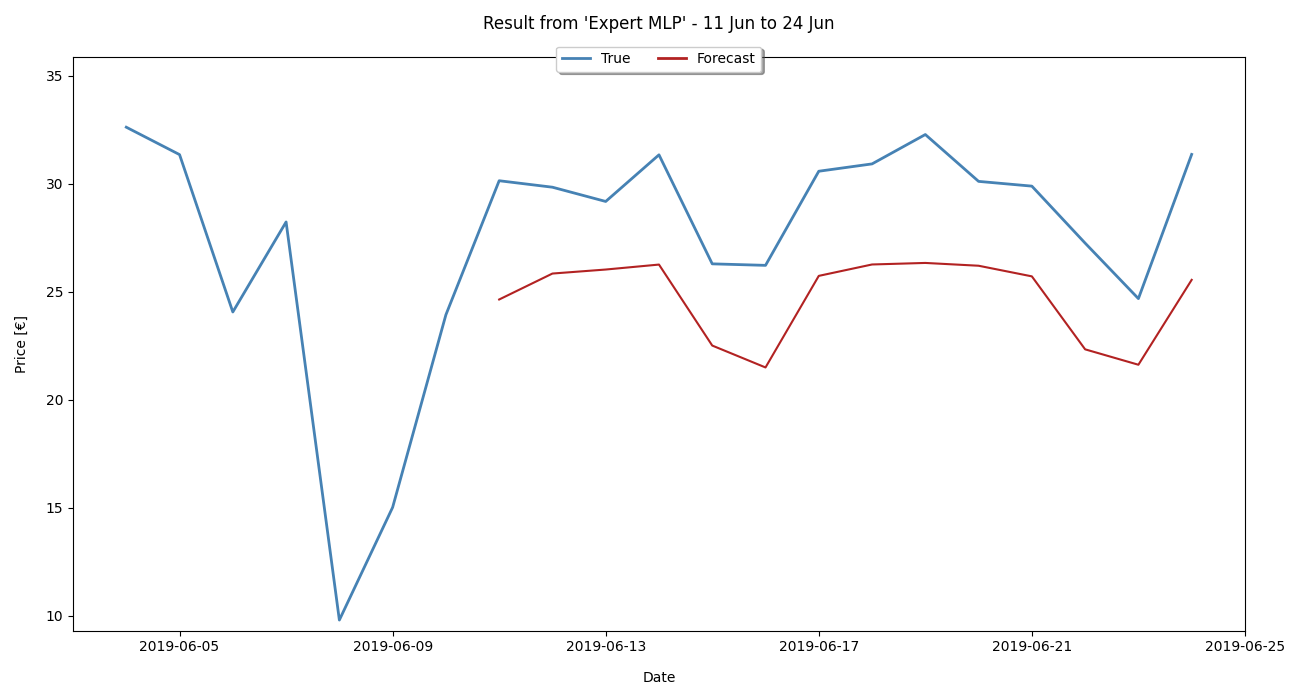 Result from 'Expert MLP' - 11 Jun to 24 Jun
True Forecast
35
30
25
20
15
10
Price [€]
2019-06-05 2019-06-09 2019-06-13 2019-06-17 2019-06-21 2019-06-25
Date